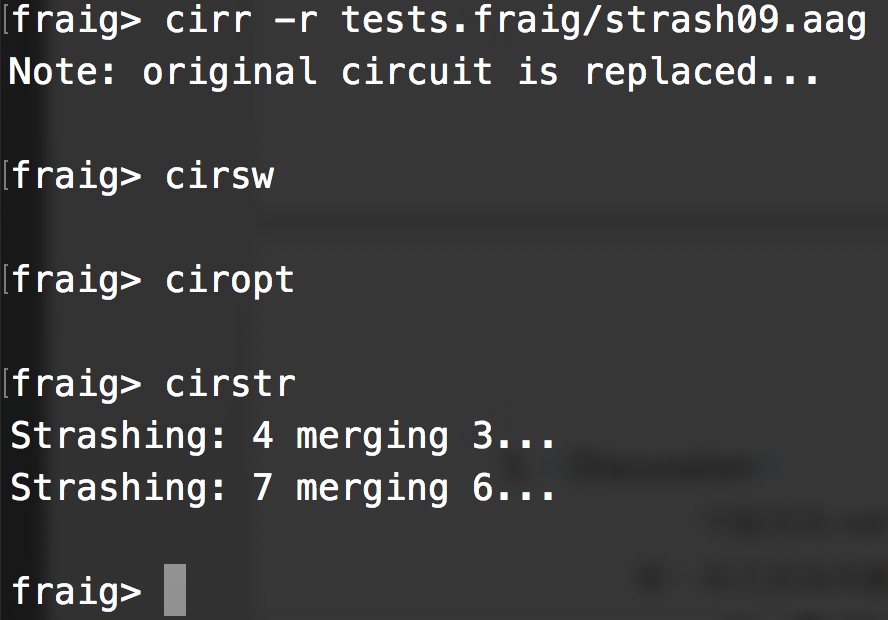 fraig> cirr -r tests.fraig/strash09.aag
Note: original circuit is replaced...
fraig> cirsw
fraig> ciropt
fraig> cirstr
Strashing: 4 merging 3...
Strashing: 7 merging 6...
fraig>